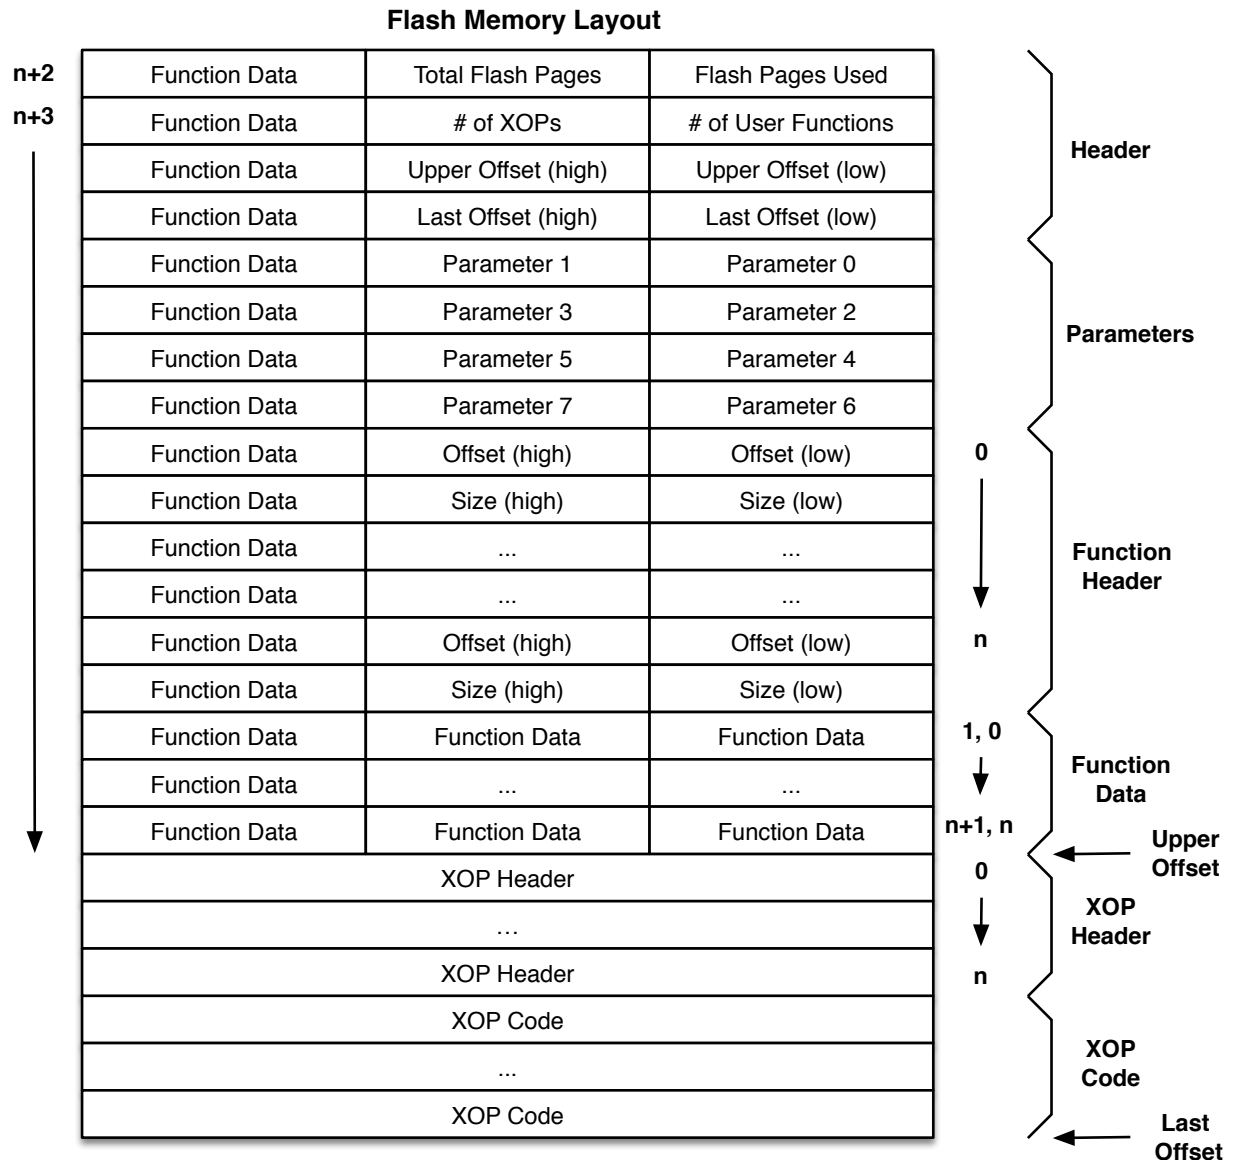 Flash Memory Layout
n+2 Function Data Total Flash Pages Flash Pages Used
n+3 Function Data # of XOPs # of User Functions
Header
Function Data Upper Offset (high) Upper Offset (low)
Function Data Last Offset (high) Last Offset (low)
Function Data Parameter 1 Parameter 0
Function Data Parameter 3 Parameter 2
Parameters
Function Data Parameter 5 Parameter 4
Function Data Parameter 7 Parameter 6
Function Data Offset (high) Offset (low) 0
Function Data Size (high) Size (low)
Function Data ... ...
Function
Header
Function Data ... ...
Function Data Offset (high) Offset (low) n
Function Data Size (high) Size (low)
Function Data Function Data Function Data 1, 0
Function
Data
Function Data ... ...
Function Data Function Data Function Data n+1, n
Upper
Offset
XOP Header 0
XOP
Header
...
XOP Header n
XOP Code
XOP
Code
...
XOP Code
Last
Offset